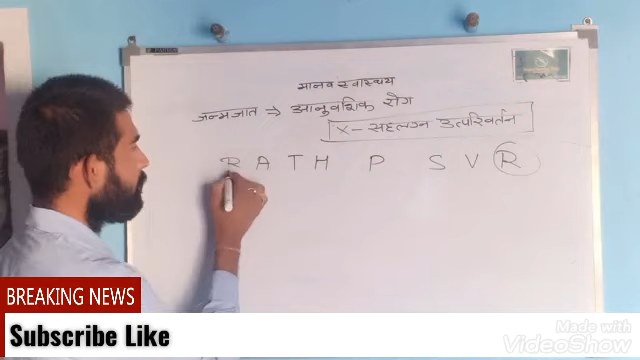 मानव स्वास्थ्य
जन्मजात → आनुवंशिक रोग
X - सहलग्न उत्परिवर्तन
R A T H P S V R
BREAKING NEWS
Subscribe Like
Made with
VideoShow